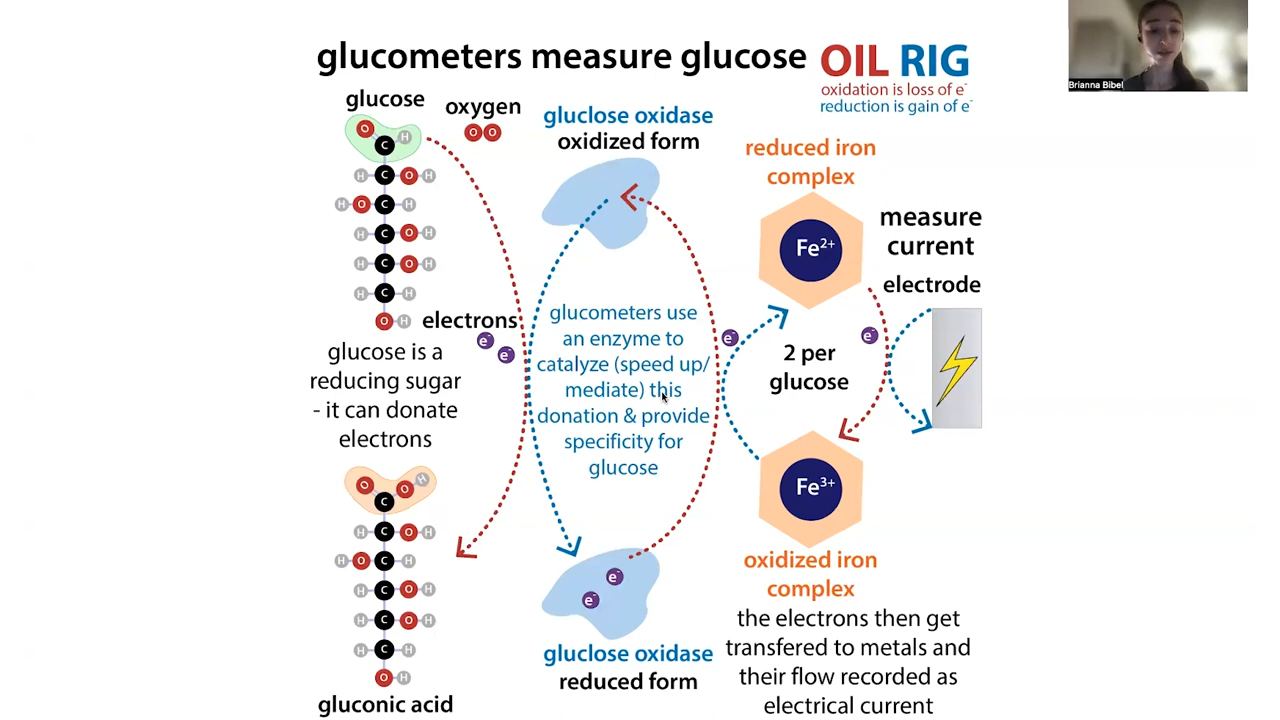 glucometers measure glucose
OIL RIG
oxidation is loss of e-
reduction is gain of e-
Brianna Bibel
glucose
oxygen
O O
gluclose oxidase
oxidized form
reduced iron
complex
Fe2+
measure
current
electrode
O C H
H C O H
H O C H
H C O H
H C O H
H C H
O H
electrons
e-
e-
glucose is a
reducing sugar
- it can donate
electrons
glucometers use
an enzyme to
catalyze (speed up/
mediate) this
donation & provide
specificity for
glucose
e-
2 per
glucose
e-
Fe3+
oxidized iron
complex
O C O H
H C O H
H O C H
H C O H
H C O H
H C H
O H
gluconic acid
e-
e-
gluclose oxidase
reduced form
the electrons then get
transfered to metals and
their flow recorded as
electrical current